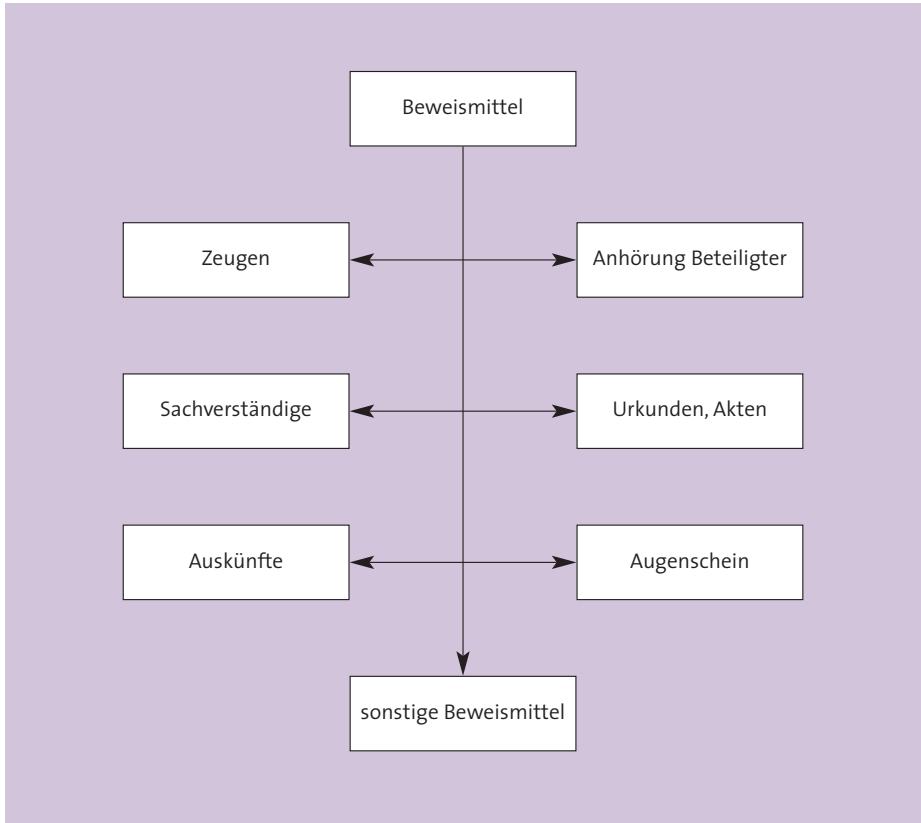 Beweismittel
Zeugen
Anhörung Beteiligter
Sachverständige
Urkunden, Akten
Auskünfte
Augenschein
sonstige Beweismittel